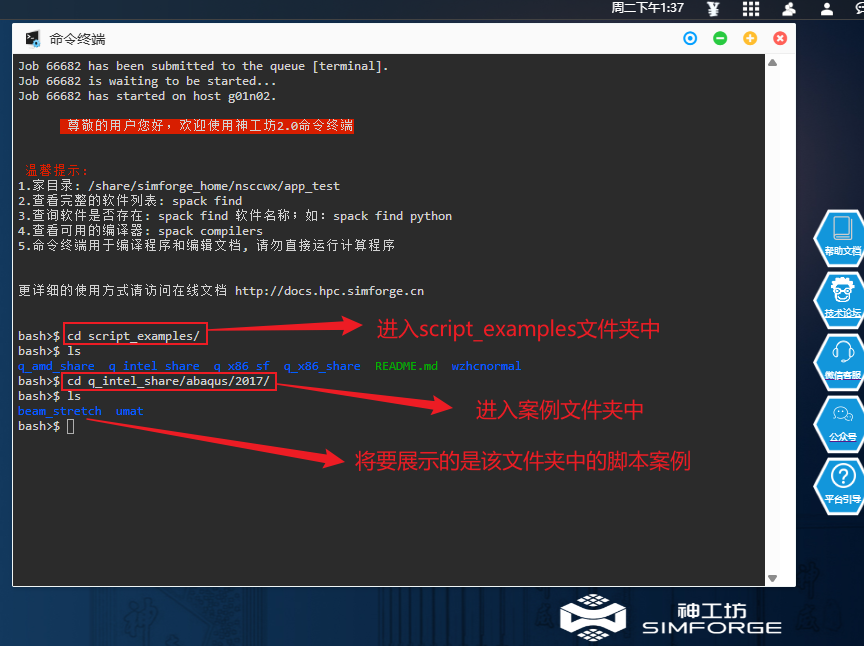 周二下午1:37
命令终端
Job 66682 has been submitted to the queue [terminal].
Job 66682 is waiting to be started...
Job 66682 has started on host g01n02.
尊敬的用户您好，欢迎使用神工坊2.0命令终端
温馨提示:
1.家目录: /share/simforge_home/nsccwx/app_test
2.查看完整的软件列表: spack find
3.查询软件是否存在: spack find 软件名称；如: spack find python
4.查看可用的编译器: spack compilers
5.命令终端用于编译程序和编辑文档, 请勿直接运行计算程序
更详细的使用方式请访问在线文档 http://docs.hpc.simforge.cn
bash>$ cd script_examples/
进入script_examples文件夹中
bash>$ ls
q_amd_share q_intel_share q_x86_sf q_x86_share README.md wzhcnormal
bash>$ cd q_intel_share/abaqus/2017/
进入案例文件夹中
bash>$ ls
beam_stretch umat
bash>$
将要展示的是该文件夹中的脚本案例
帮助文档
技术论坛
微信客服
公众号
平台引导
神工坊
SIMFORGE